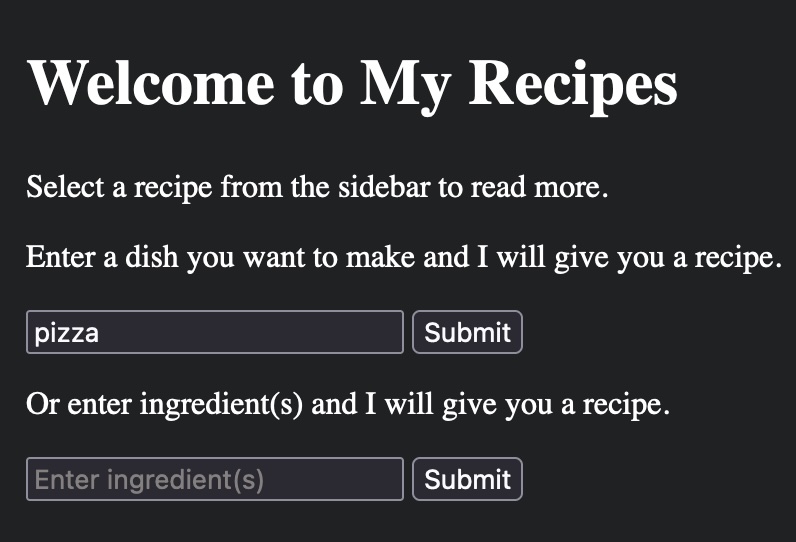 Welcome to My Recipes
Select a recipe from the sidebar to read more.
Enter a dish you want to make and I will give you a recipe.
pizza Submit
Or enter ingredient(s) and I will give you a recipe.
Enter ingredient(s) Submit